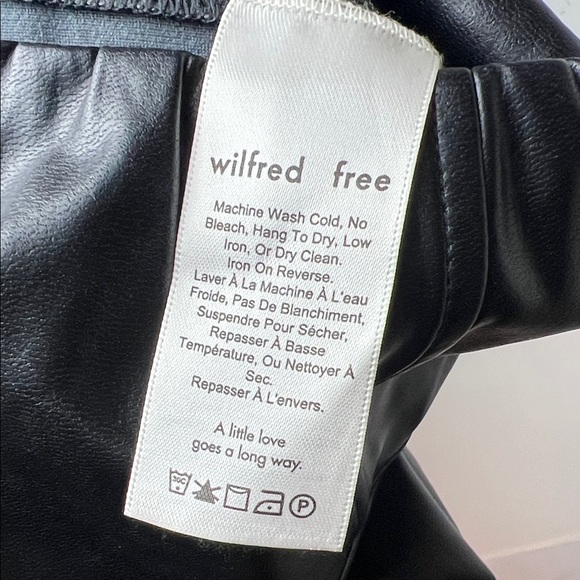 wilfred free
Machine Wash Cold, No
Bleach, Hang To Dry, Low
Iron, Or Dry Clean.
Iron On Reverse.
Laver À La Machine À L'eau
Froide, Pas De Blanchiment,
Suspendre Pour Sécher,
Repasser À Basse
Température, Ou Nettoyer À
Sec.
Repasser À L'envers.
A little love
goes a long way.
30C P